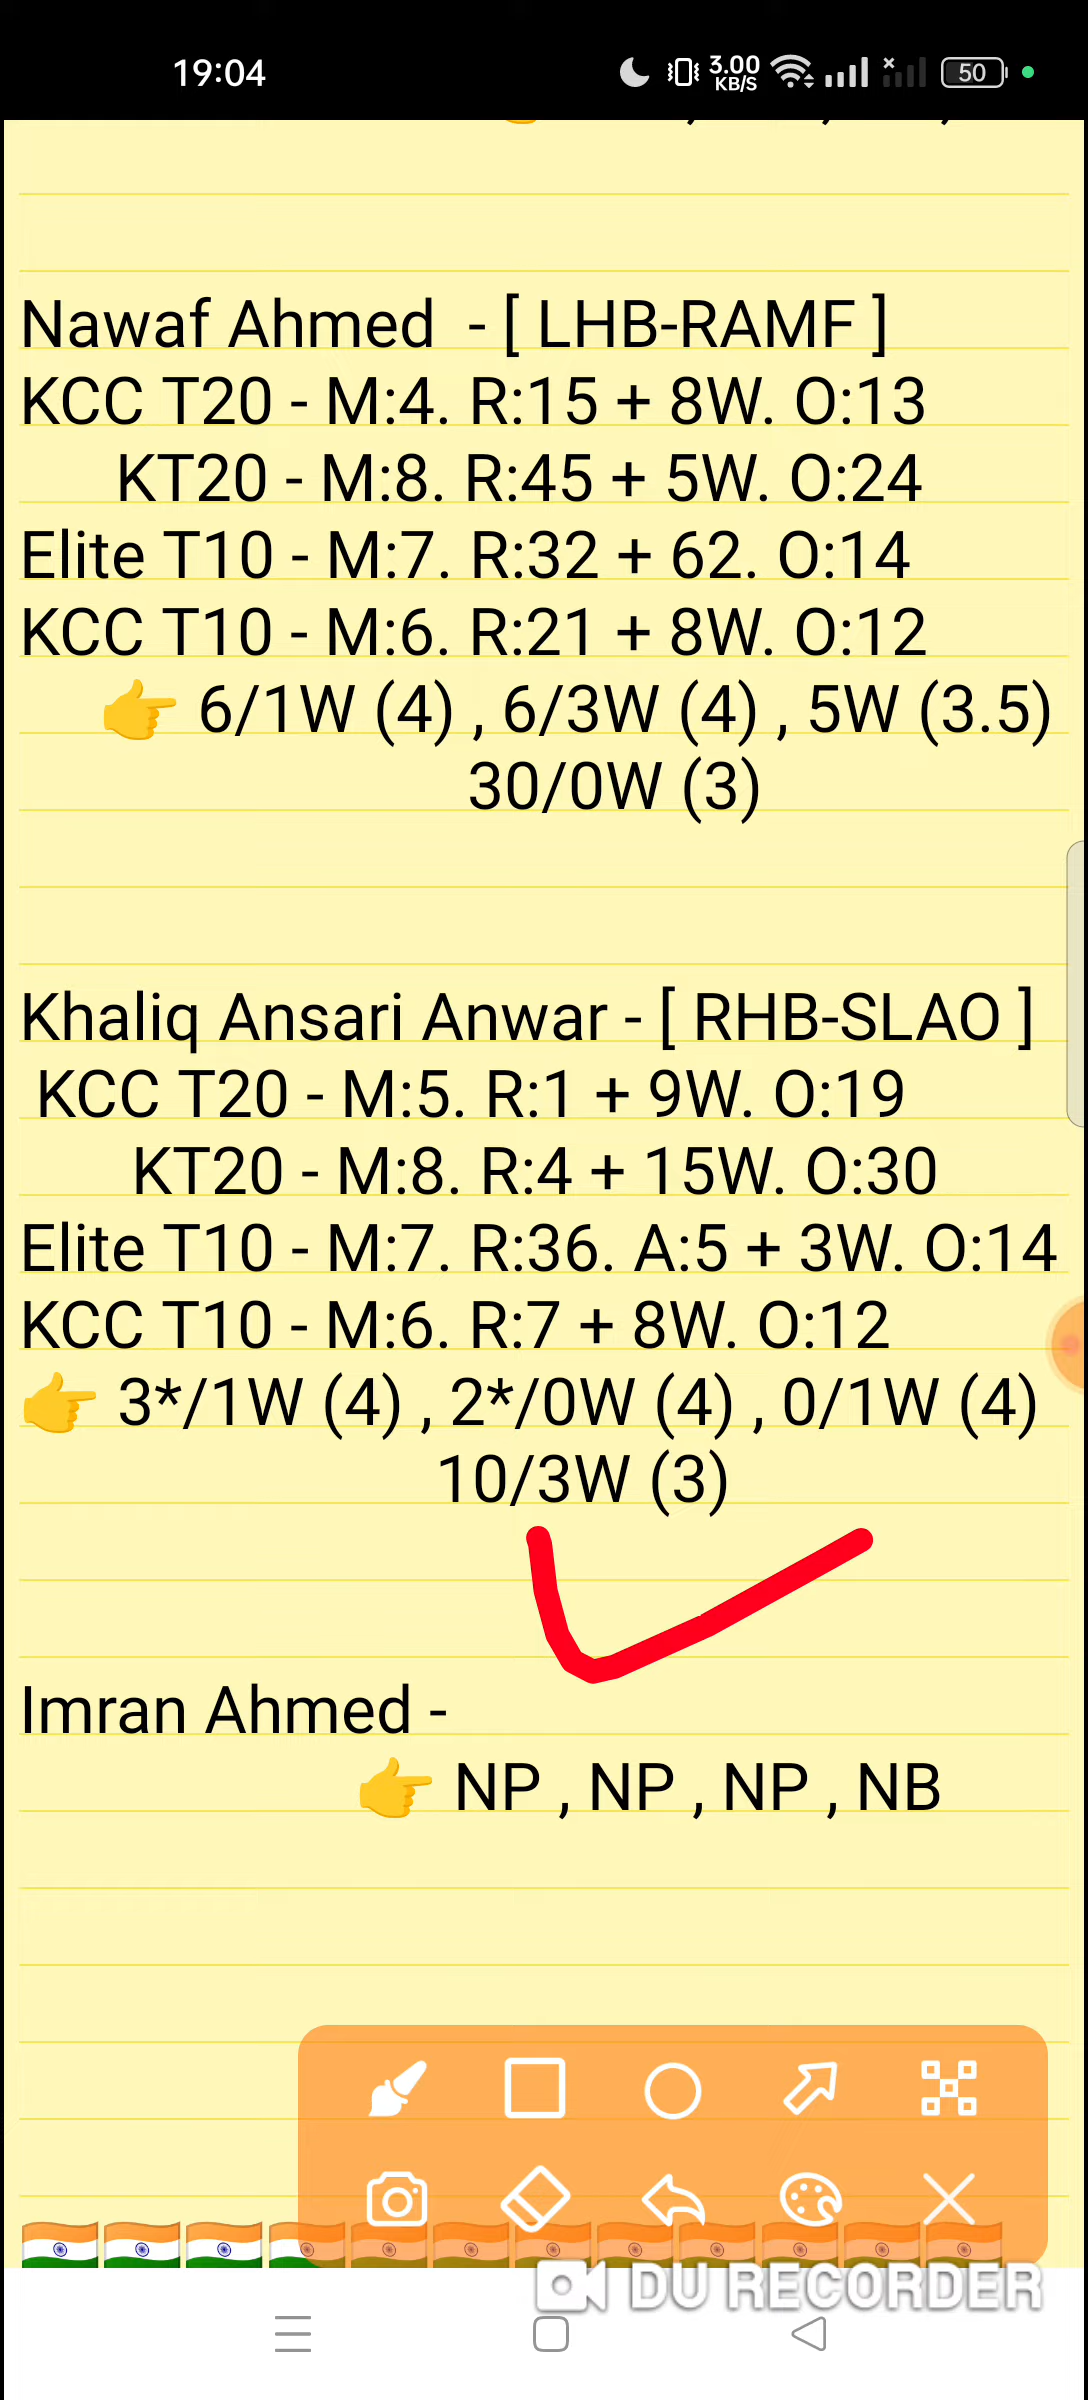 19:04
3.00
KB/S
50
Nawaf Ahmed - [ LHB-RAMF ]
KCC T20 - M:4. R:15 + 8W. O:13
KT20 - M:8. R:45 + 5W. O:24
Elite T10 - M:7. R:32 + 62. O:14
KCC T10 - M:6. R:21 + 8W. O:12
👉 6/1W (4) , 6/3W (4) , 5W (3.5)
30/0W (3)
Khaliq Ansari Anwar - [ RHB-SLAO ]
KCC T20 - M:5. R:1 + 9W. O:19
KT20 - M:8. R:4 + 15W. O:30
Elite T10 - M:7. R:36. A:5 + 3W. O:14
KCC T10 - M:6. R:7 + 8W. O:12
👉 3*/1W (4) , 2*/0W (4) , 0/1W (4)
10/3W (3)
Imran Ahmed -
👉 NP , NP , NP , NB
DU RECORDER